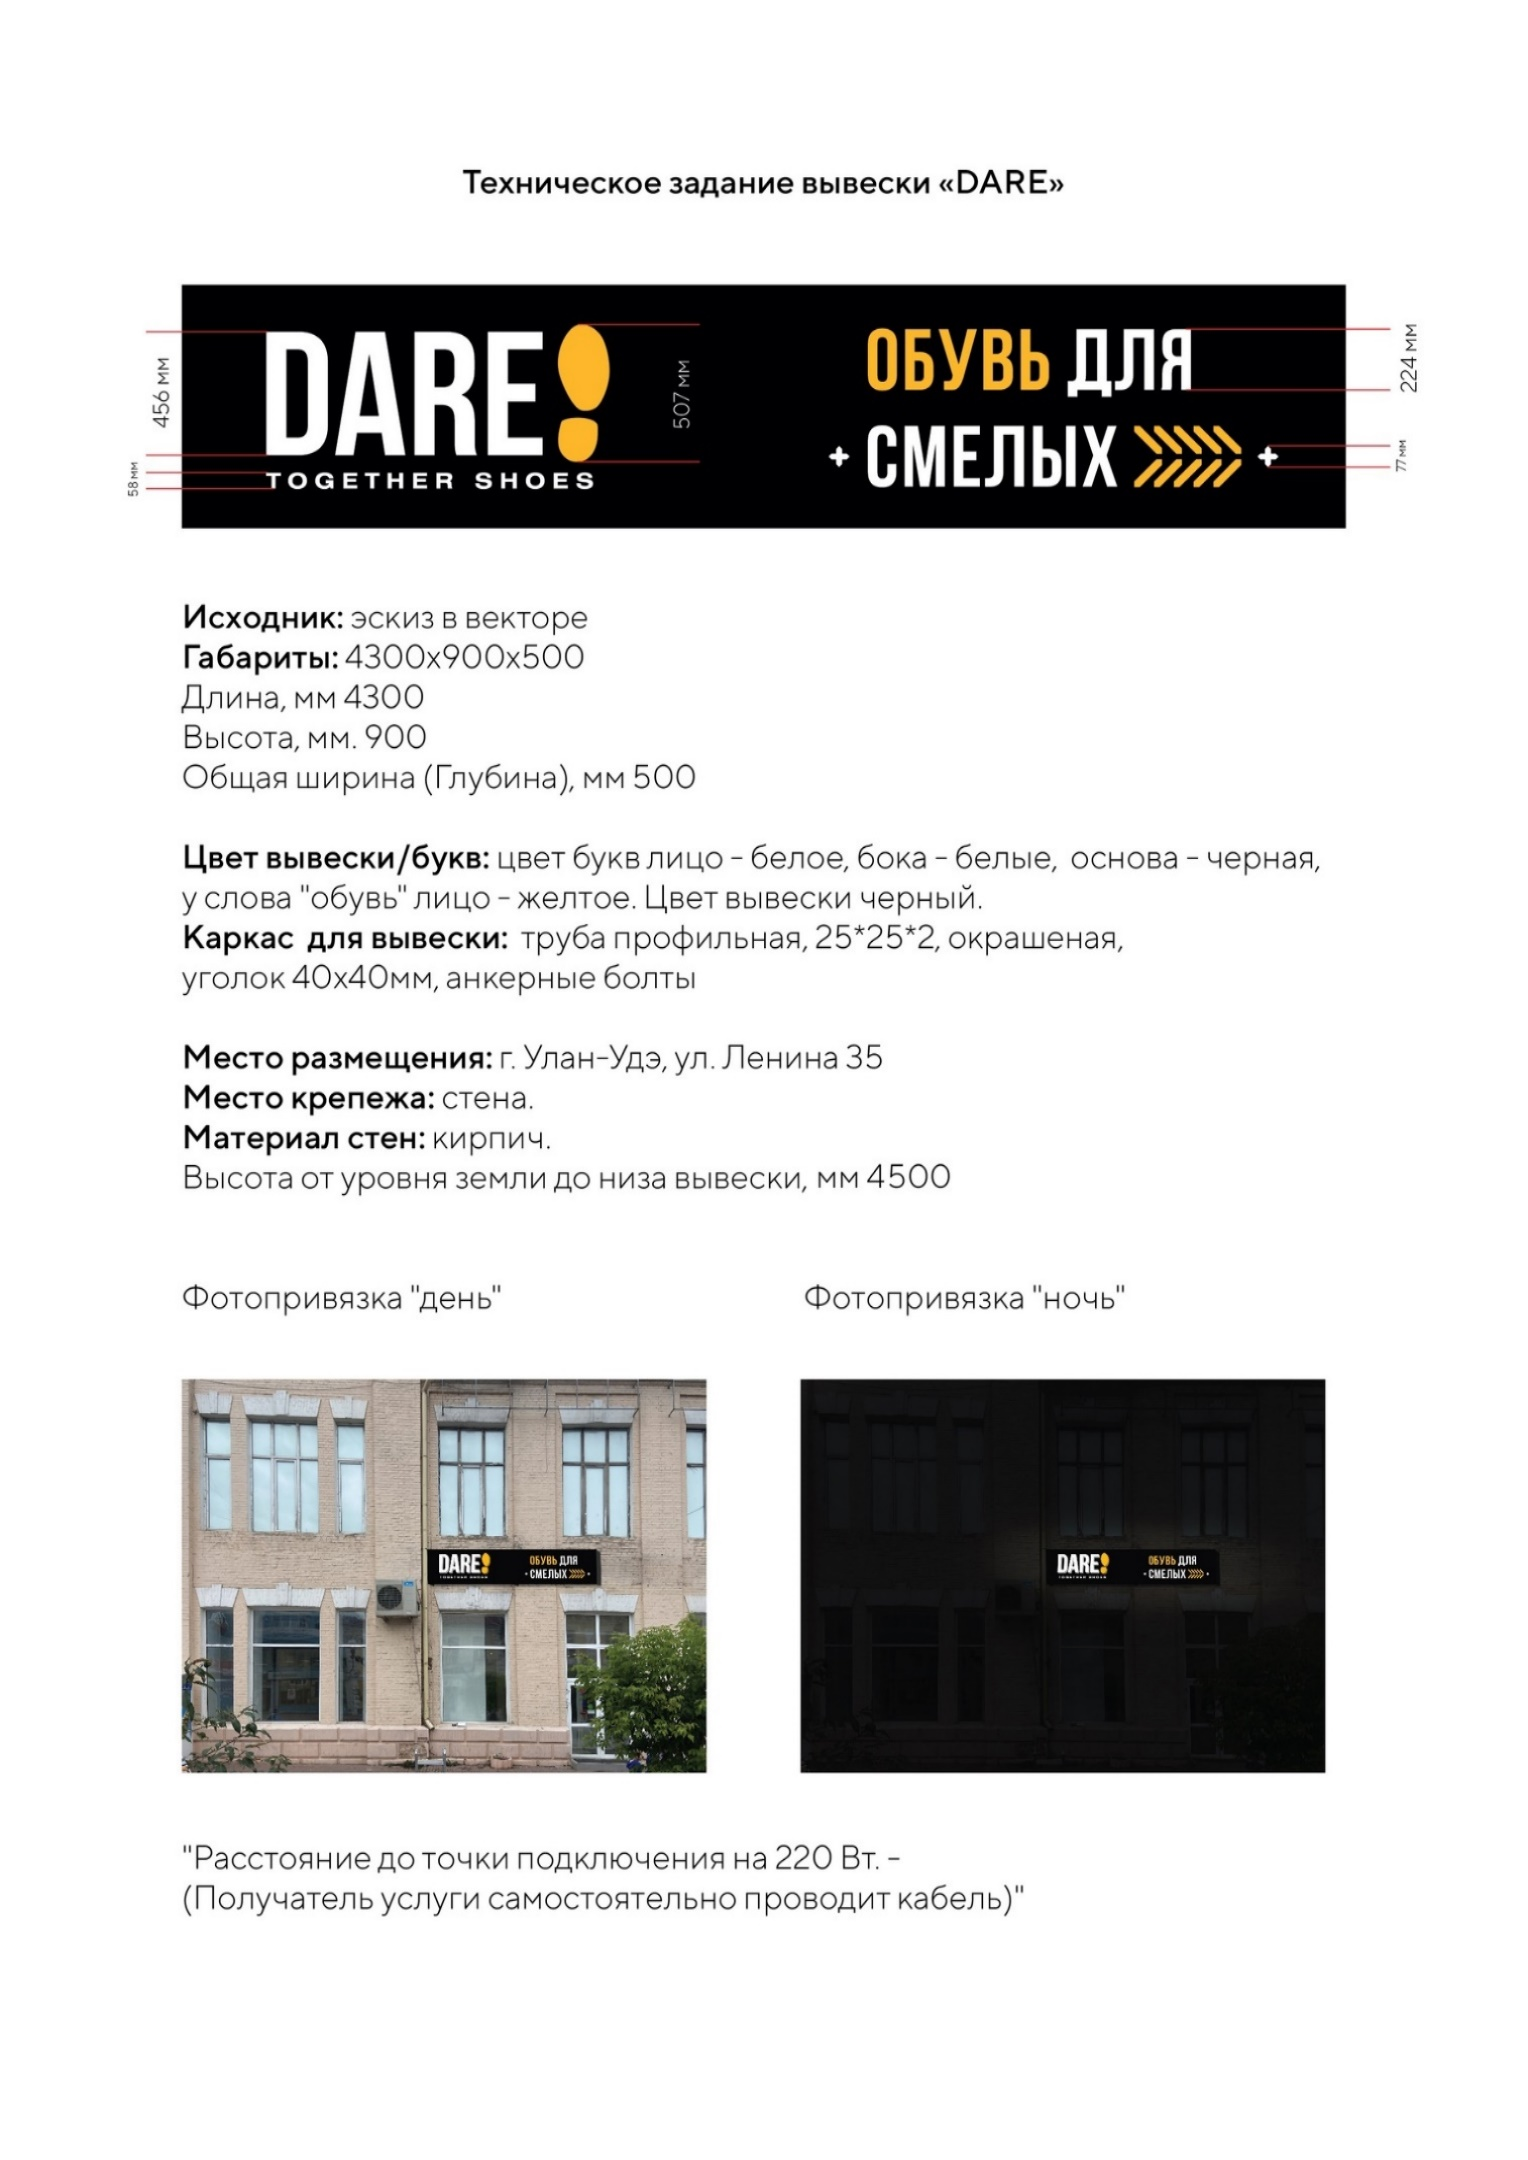 Техническое задание вывески «DARE»
DARE
TOGETHER SHOES
456 мм
58 мм
507 мм
ОБУВЬ ДЛЯ
СМЕЛЫХ
224 мм
77 мм
Исходник: эскиз в векторе
Габариты: 4300х900х500
Длина, мм 4300
Высота, мм. 900
Общая ширина (Глубина), мм 500
Цвет вывески/букв: цвет букв лицо - белое, бока - белые, основа - черная,
у слова "обувь" лицо - желтое. Цвет вывески черный.
Каркас для вывески: труба профильная, 25*25*2, окрашеная,
уголок 40х40мм, анкерные болты
Место размещения: г. Улан-Удэ, ул. Ленина 35
Место крепежа: стена.
Материал стен: кирпич.
Высота от уровня земли до низа вывески, мм 4500
Фотопривязка "день"
Фотопривязка "ночь"
DARE
TOGETHER SHOES
ОБУВЬ ДЛЯ
СМЕЛЫХ
DARE
TOGETHER SHOES
ОБУВЬ ДЛЯ
СМЕЛЫХ
"Расстояние до точки подключения на 220 Вт. -
(Получатель услуги самостоятельно проводит кабель)"